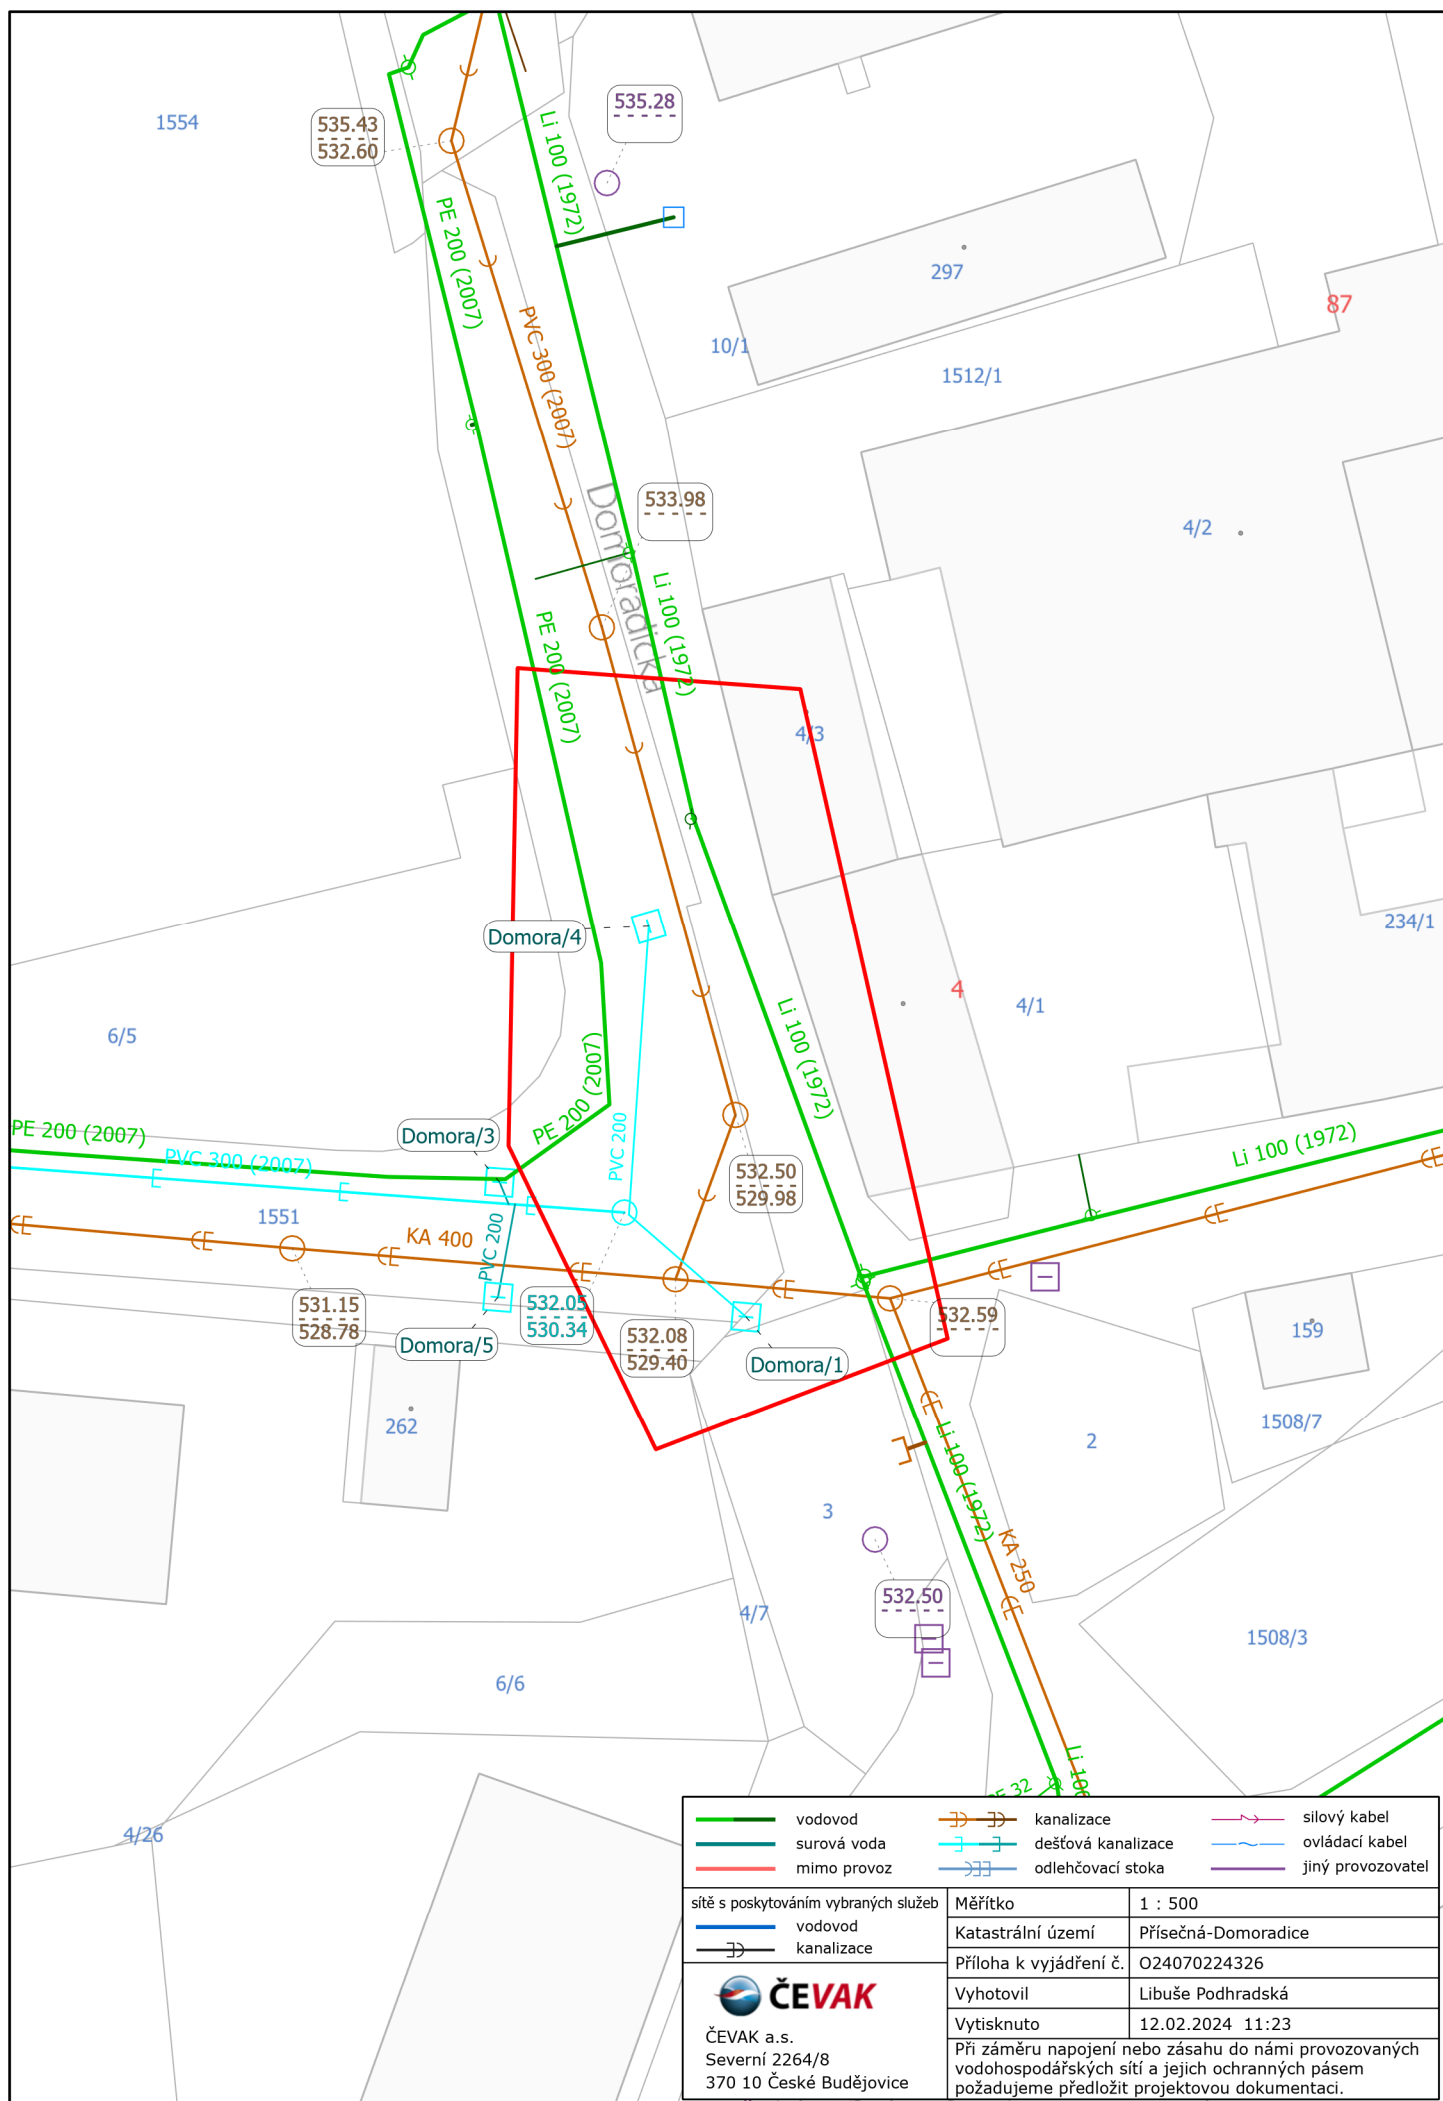 1554
535.43
532.60
535.28
Li 100 (1972)
PE 200 (2007)
297
87
PVC 300 (2007)
10/1
1512/1
Domoradická
533.98
4/2
Li 100 (1972)
PE 200 (2007)
4/3
234/1
Domora/4
4
4/1
6/5
Li 100 (1972)
PE 200 (2007)
Domora/3
PE 200 (2007)
PVC 200
Li 100 (1972)
PVC 300 (2007)
532.50
529.98
1551
KA 400
PVC 200
531.15
528.78
532.05
530.34
532.08
529.40
532.59
159
Domora/5
Domora/1
262
1508/7
2
Li 100 (1972)
3
KA 250
532.50
4/7
1508/3
6/6
Li 100
PE 32
4/26
vodovod
surová voda
mimo provoz
kanalizace
dešťová kanalizace
odlehčovací stoka
silový kabel
ovládací kabel
jiný provozovatel
sítě s poskytováním vybraných služeb
vodovod
kanalizace
Měřítko 1 : 500
Katastrální území Přísečná-Domoradice
Příloha k vyjádření č. O24070224326
Vyhotovil Libuše Podhradská
Vytisknuto 12.02.2024 11:23
ČEVAK
ČEVAK a.s.
Severní 2264/8
370 10 České Budějovice
Při záměru napojení nebo zásahu do námi provozovaných
vodohospodářských sítí a jejich ochranných pásem
požadujeme předložit projektovou dokumentaci.